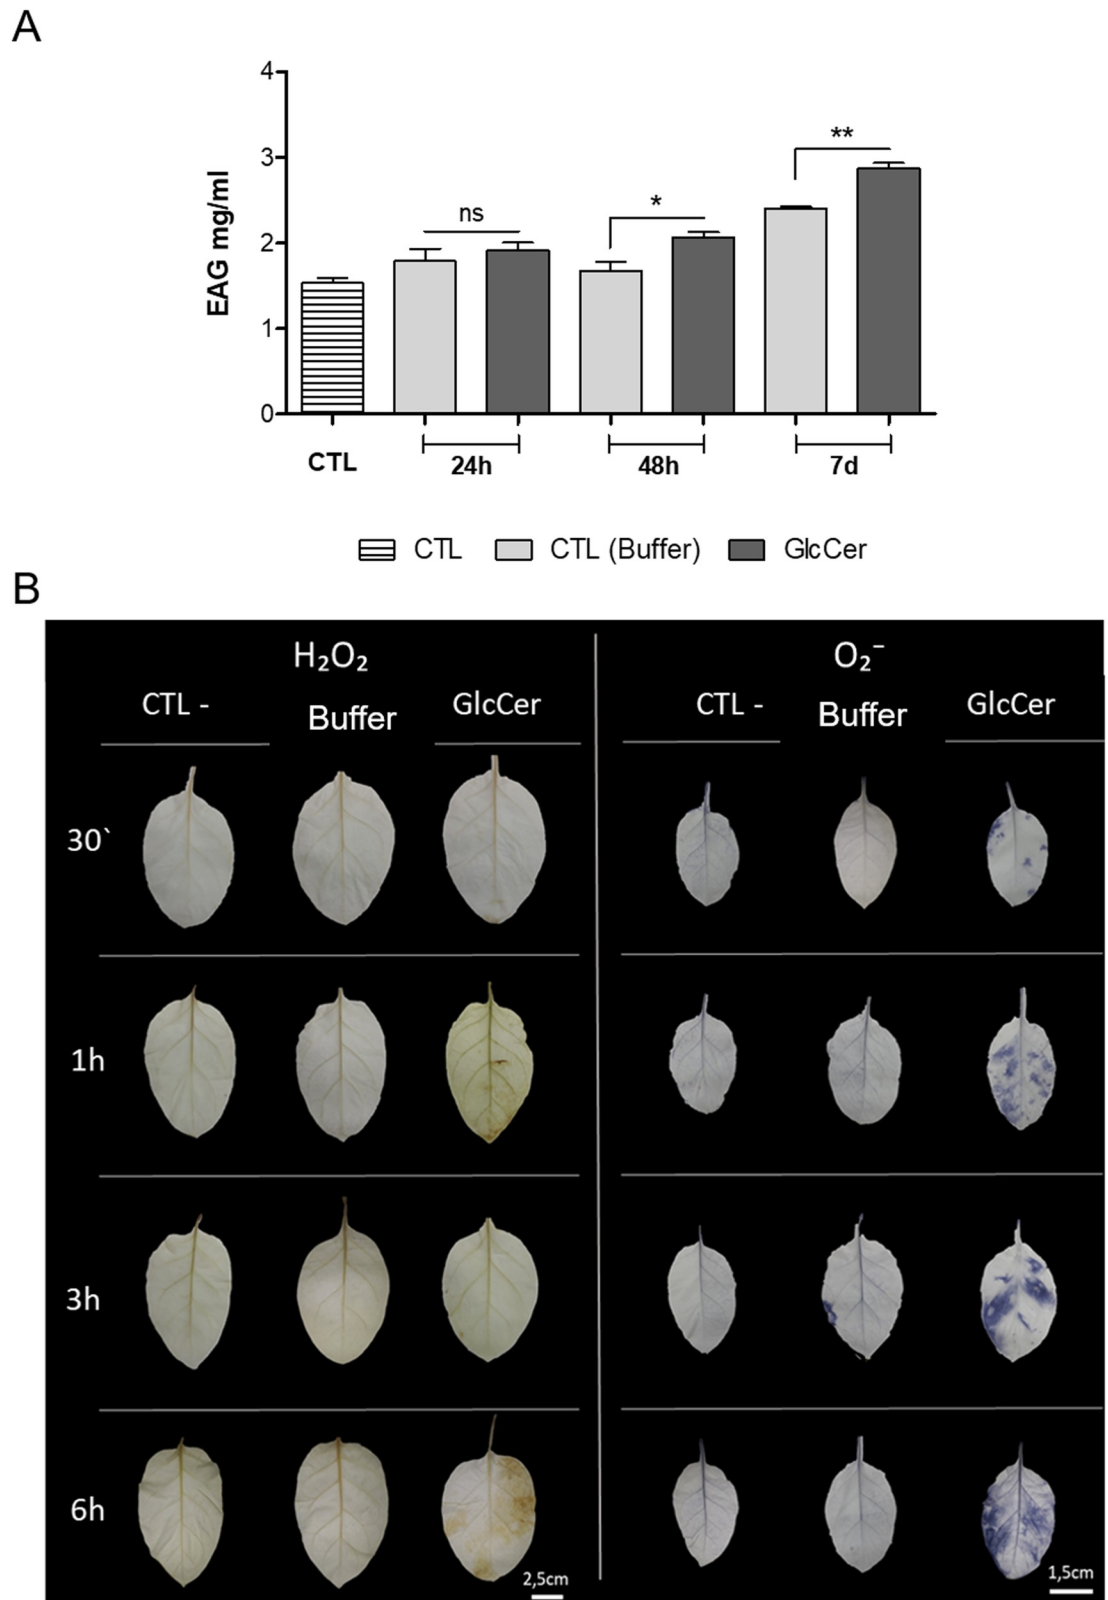 A
4
3
2
1
0
EAG mg/ml
ns
*
**
CTL
24h
48h
7d
CTL
CTL (Buffer)
GlcCer
B
H₂O₂
O₂⁻
CTL -
Buffer
GlcCer
CTL -
Buffer
GlcCer
30`
1h
3h
6h
2,5cm
1,5cm